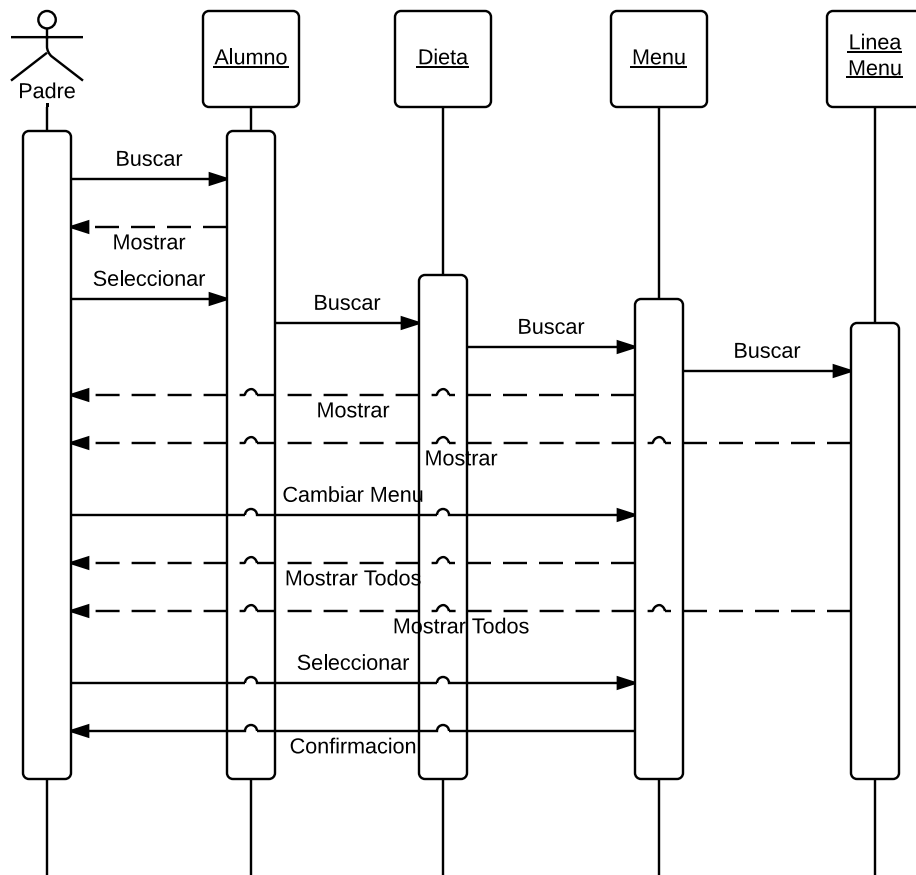 Padre
Alumno
Dieta
Menu
Linea
Menu
Buscar
Mostrar
Seleccionar
Buscar
Buscar
Buscar
Mostrar
Mostrar
Cambiar Menu
Mostrar Todos
Mostrar Todos
Seleccionar
Confirmacion